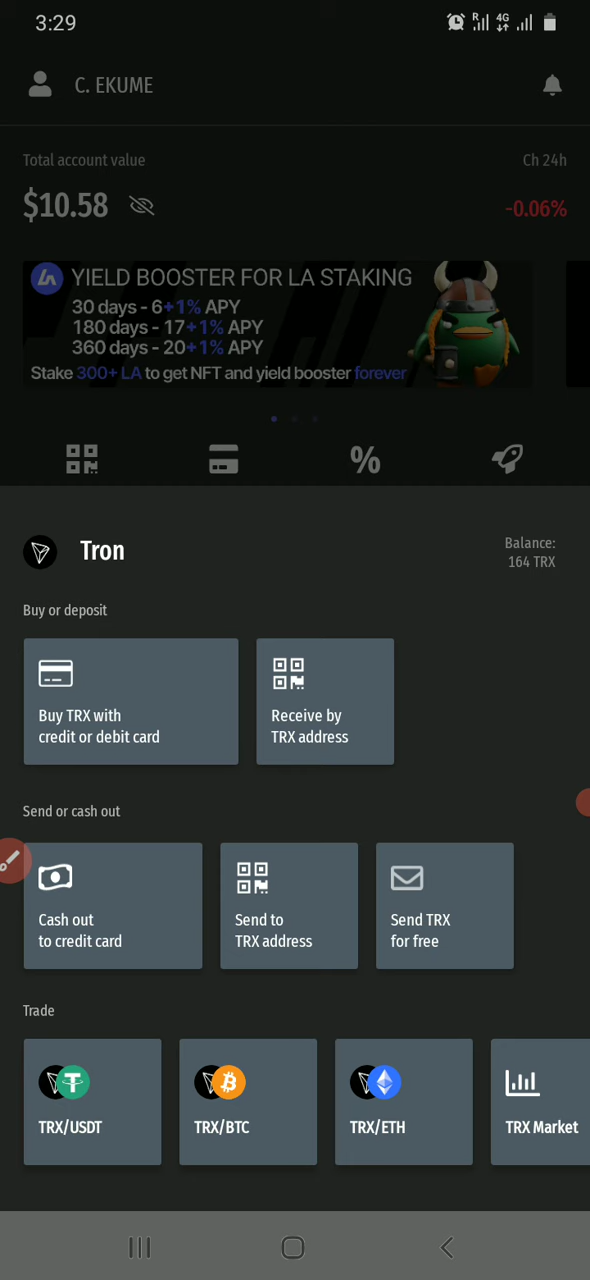 3:29
R
4G
C. EKUME
Total account value
Ch 24h
$10.58
-0.06%
YIELD BOOSTER FOR LA STAKING
30 days - 6+1% APY
180 days - 17+1% APY
360 days - 20+1% APY
Stake 300+ LA to get NFT and yield booster forever
%
Tron
Balance:
164 TRX
Buy or deposit
Buy TRX with
credit or debit card
Receive by
TRX address
Send or cash out
Cash out
to credit card
Send to
TRX address
Send TRX
for free
Trade
TRX/USDT
TRX/BTC
TRX/ETH
TRX Market